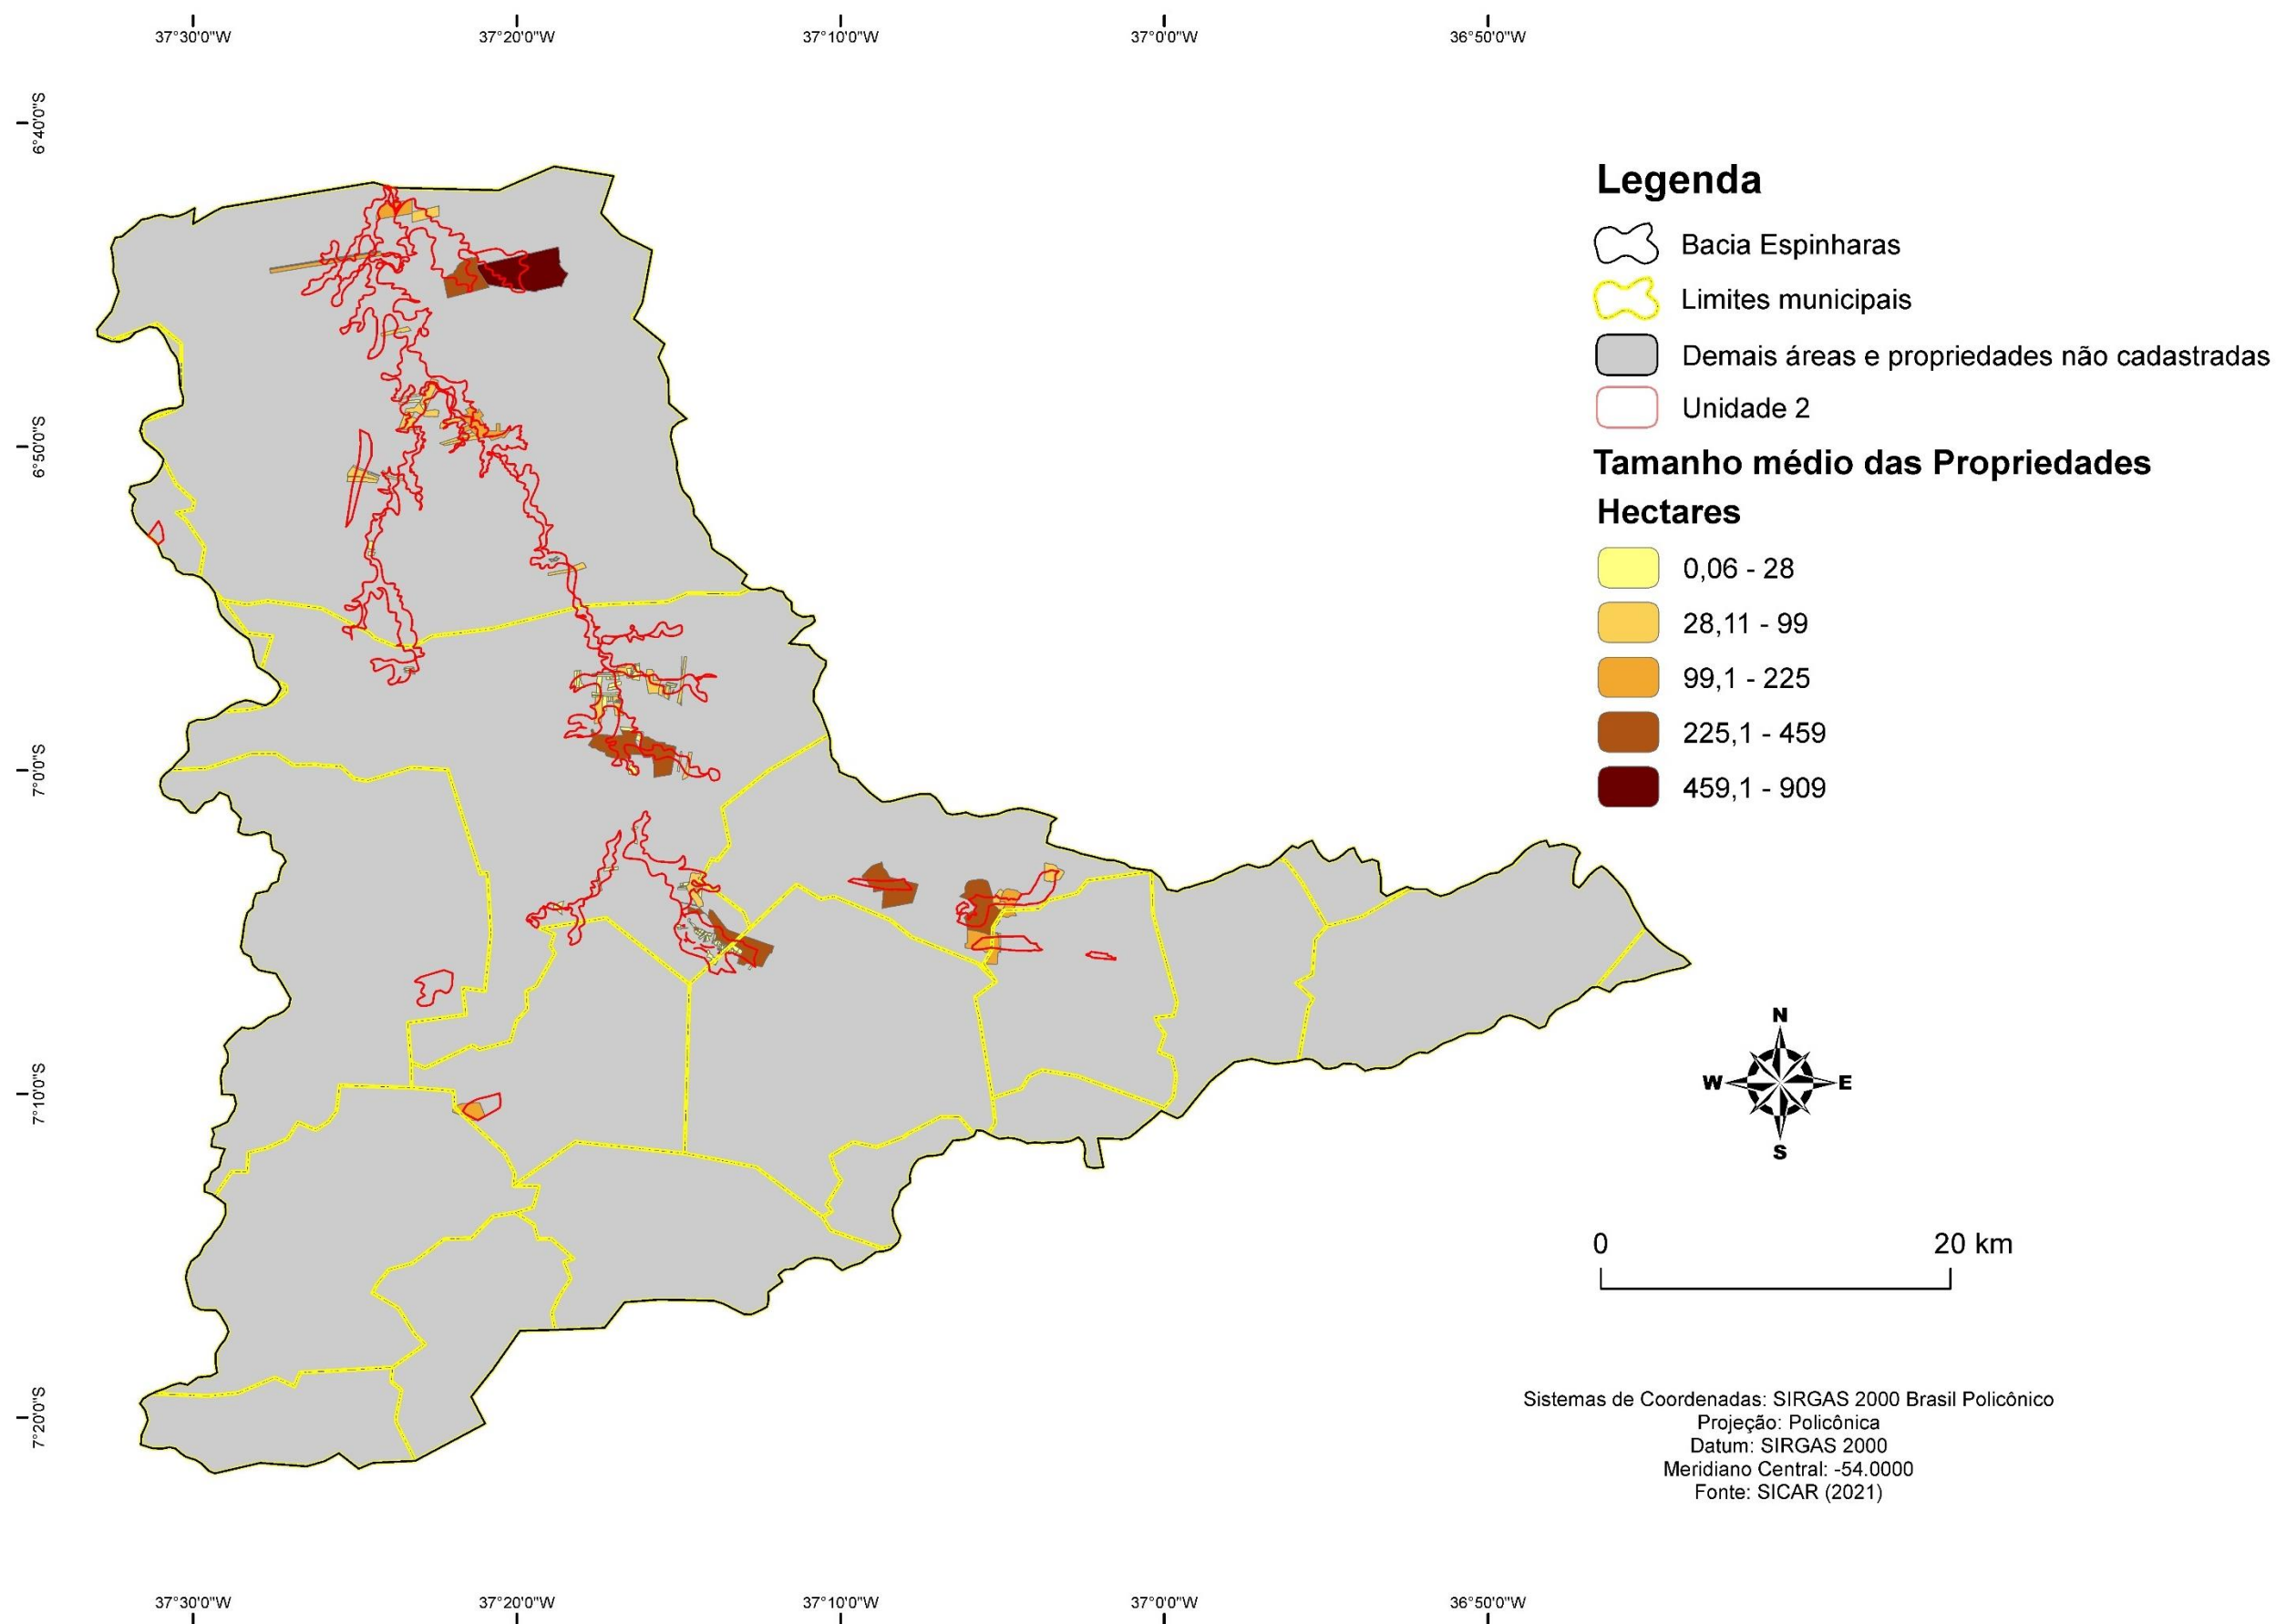 37°30'0"W
37°20'0"W
37°10'0"W
37°0'0"W
36°50'0"W
6°40'0"S
6°50'0"S
7°0'0"S
7°10'0"S
7°20'0"S
Legenda
Bacia Espinharas
Limites municipais
Demais áreas e propriedades não cadastradas
Unidade 2
Tamanho médio das Propriedades
Hectares
0,06 - 28
28,11 - 99
99,1 - 225
225,1 - 459
459,1 - 909
N
W
E
S
0
20 km
Sistemas de Coordenadas: SIRGAS 2000 Brasil Policônico
Projeção: Policônica
Datum: SIRGAS 2000
Meridiano Central: -54.0000
Fonte: SICAR (2021)
37°30'0"W
37°20'0"W
37°10'0"W
37°0'0"W
36°50'0"W